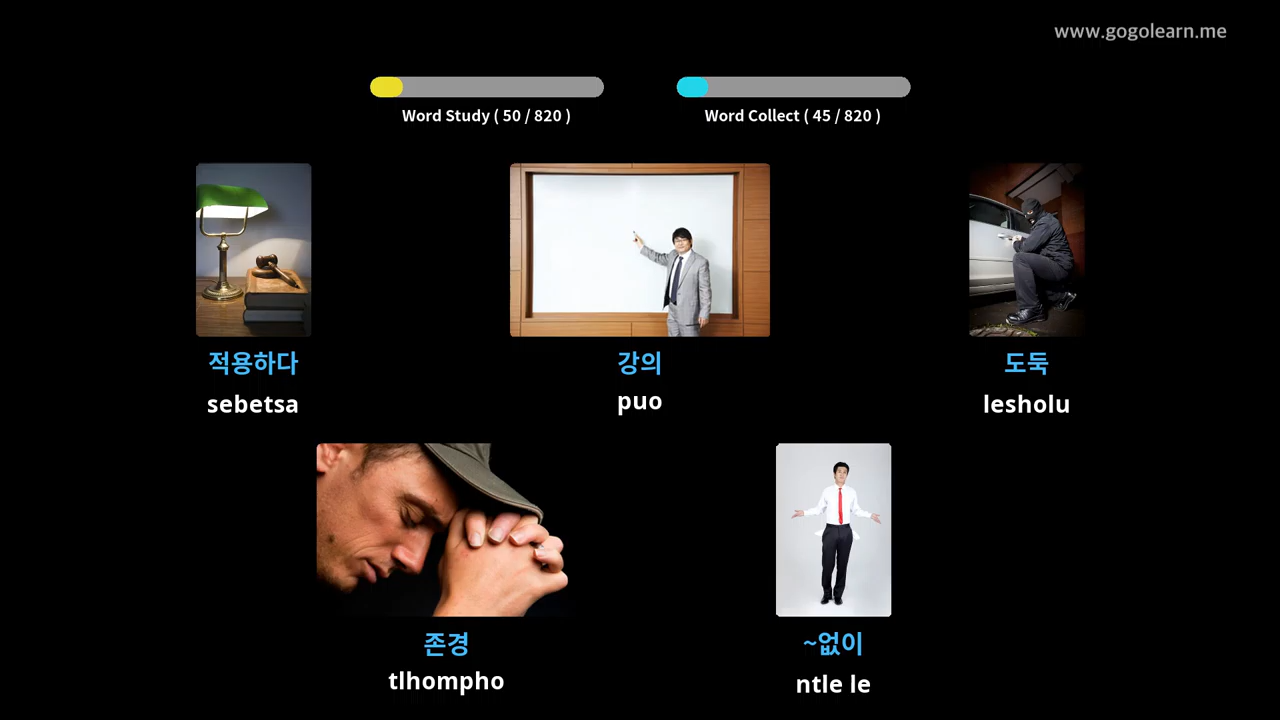 www.gogolearn.me
Word Study ( 50 / 820 )
Word Collect ( 45 / 820 )
적용하다
sebetsa
강의
puo
도둑
lesholu
존경
tlhompho
~없이
ntle le